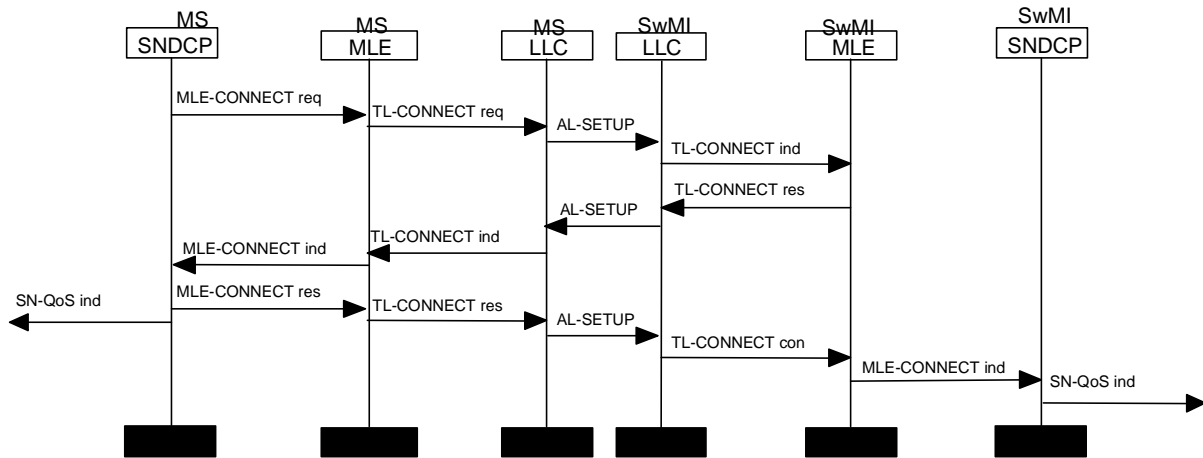 MS
SNDCP
MS
MLE
MS
LLC
SwMI
LLC
SwMI
MLE
SwMI
SNDCP
MLE-CONNECT req
TL-CONNECT req
AL-SETUP
TL-CONNECT ind
TL-CONNECT res
AL-SETUP
TL-CONNECT ind
MLE-CONNECT ind
SN-QoS ind
MLE-CONNECT res
TL-CONNECT res
AL-SETUP
TL-CONNECT con
MLE-CONNECT ind
SN-QoS ind